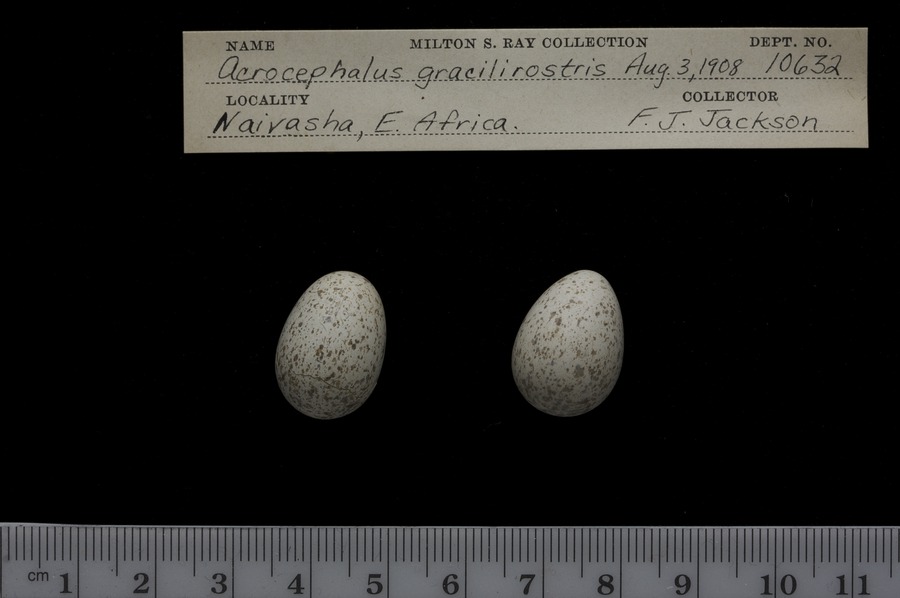 NAME MILTON S. RAY COLLECTION DEPT. NO.
Acrocephalus gracilirostris Aug. 3, 1908 10632
LOCALITY COLLECTOR
Naivasha, E. Africa. F. J. Jackson
cm 1 2 3 4 5 6 7 8 9 10 11